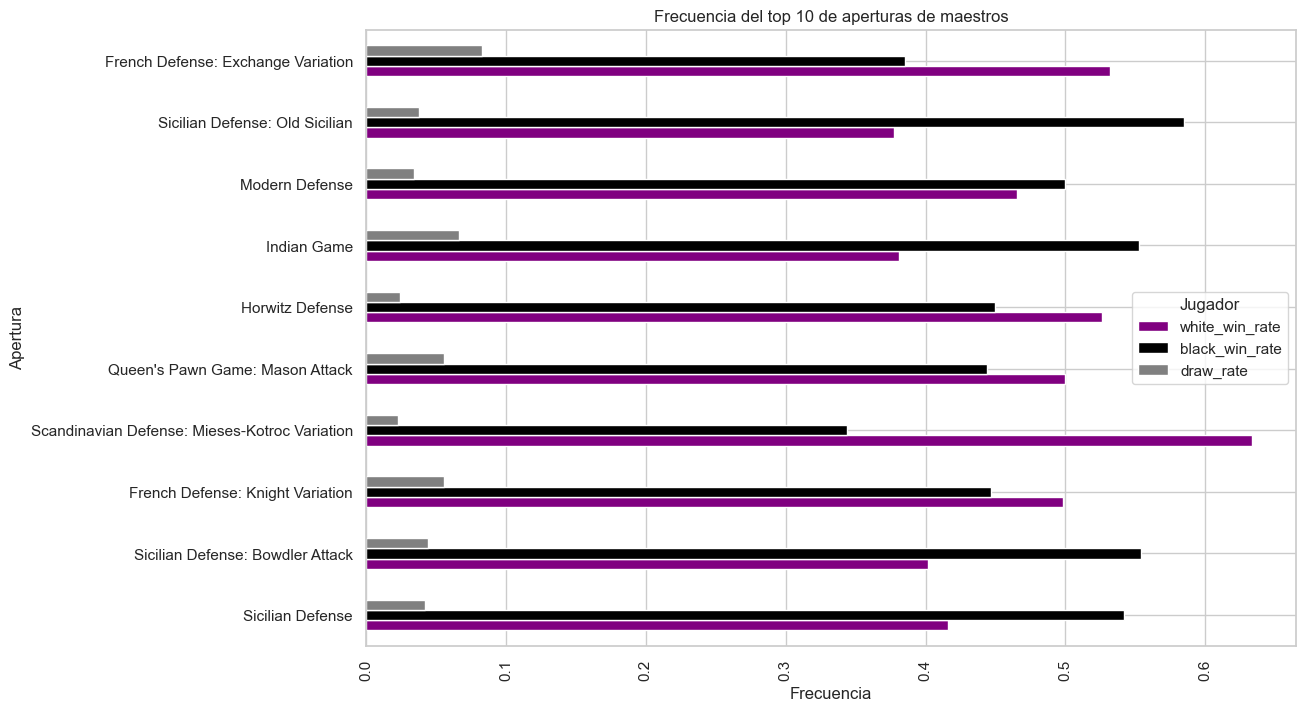 Frecuencia del top 10 de aperturas de maestros
Apertura
French Defense: Exchange Variation
Sicilian Defense: Old Sicilian
Modern Defense
Indian Game
Horwitz Defense
Queen's Pawn Game: Mason Attack
Scandinavian Defense: Mieses-Kotroc Variation
French Defense: Knight Variation
Sicilian Defense: Bowdler Attack
Sicilian Defense
Jugador
white_win_rate
black_win_rate
draw_rate
0.0
0.1
0.2
0.3
0.4
0.5
0.6
Frecuencia